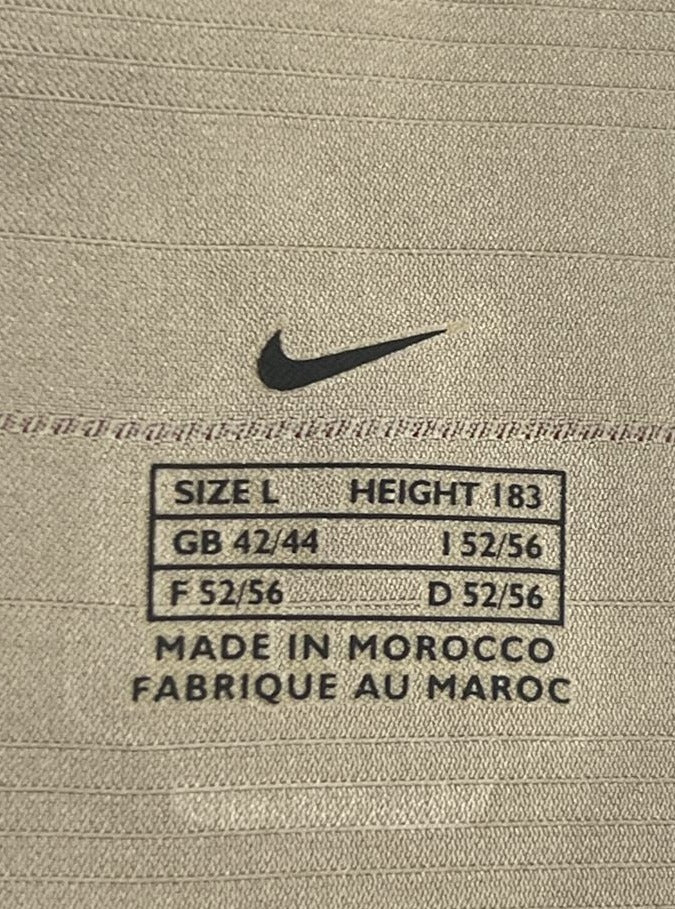 SIZE L HEIGHT 183
GB 42/44 I 52/56
F 52/56 D 52/56
MADE IN MOROCCO
FABRIQUE AU MAROC